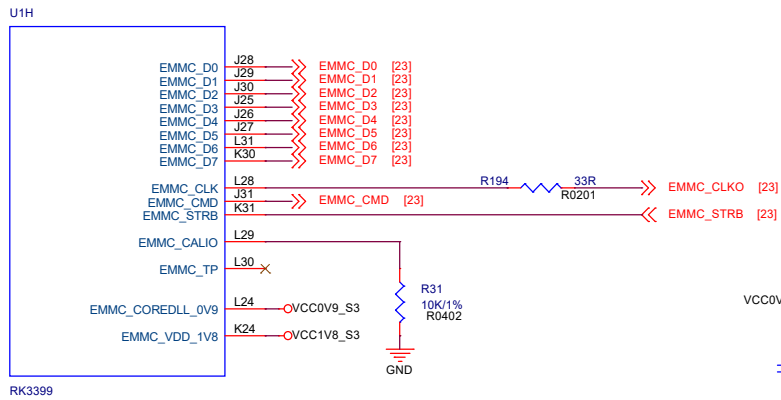 U1H
EMMC_D0 J28 EMMC_D0 [23]
EMMC_D1 J29 EMMC_D1 [23]
EMMC_D2 J30 EMMC_D2 [23]
EMMC_D3 J25 EMMC_D3 [23]
EMMC_D4 J26 EMMC_D4 [23]
EMMC_D5 J27 EMMC_D5 [23]
EMMC_D6 L31 EMMC_D6 [23]
EMMC_D7 K30 EMMC_D7 [23]
EMMC_CLK L28 R194 33R R0201 EMMC_CLKO [23]
EMMC_CMD J31 EMMC_CMD [23]
EMMC_STRB K31 EMMC_STRB [23]
EMMC_CALIO L29
EMMC_TP L30
R31
10K/1%
R0402
EMMC_COREDLL_0V9 L24 VCC0V9_S3
EMMC_VDD_1V8 K24 VCC1V8_S3
GND
VCC0V
RK3399